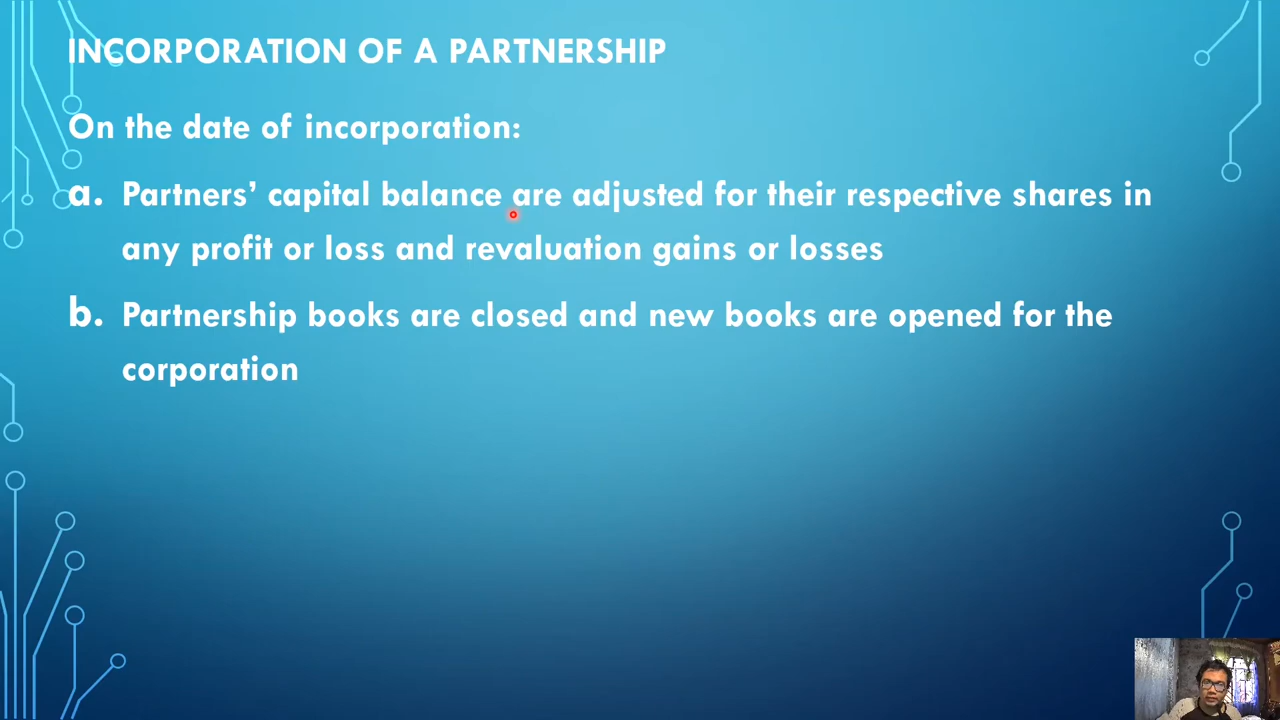 INCORPORATION OF A PARTNERSHIP
On the date of incorporation:
a. Partners’ capital balance are adjusted for their respective shares in
any profit or loss and revaluation gains or losses
b. Partnership books are closed and new books are opened for the
corporation